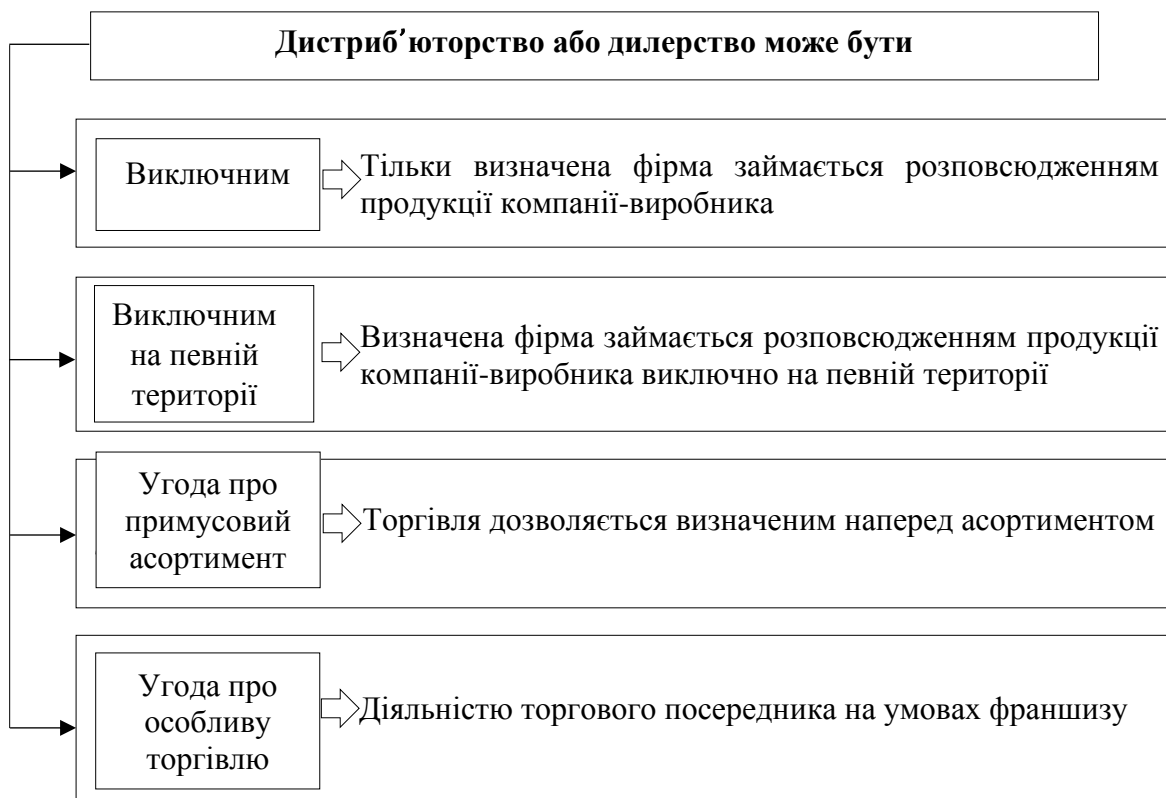 Дистриб’юторство або дилерство може бути
Виключним
Тільки визначена фірма займається розповсюдженням
продукції компанії-виробника
Виключним
на певній
території
Визначена фірма займається розповсюдженням продукції
компанії-виробника виключно на певній території
Угода про
примусовий
асортимент
Торгівля дозволяється визначеним наперед асортиментом
Угода про
особливу
торгівлю
Діяльністю торгового посередника на умовах франшизу